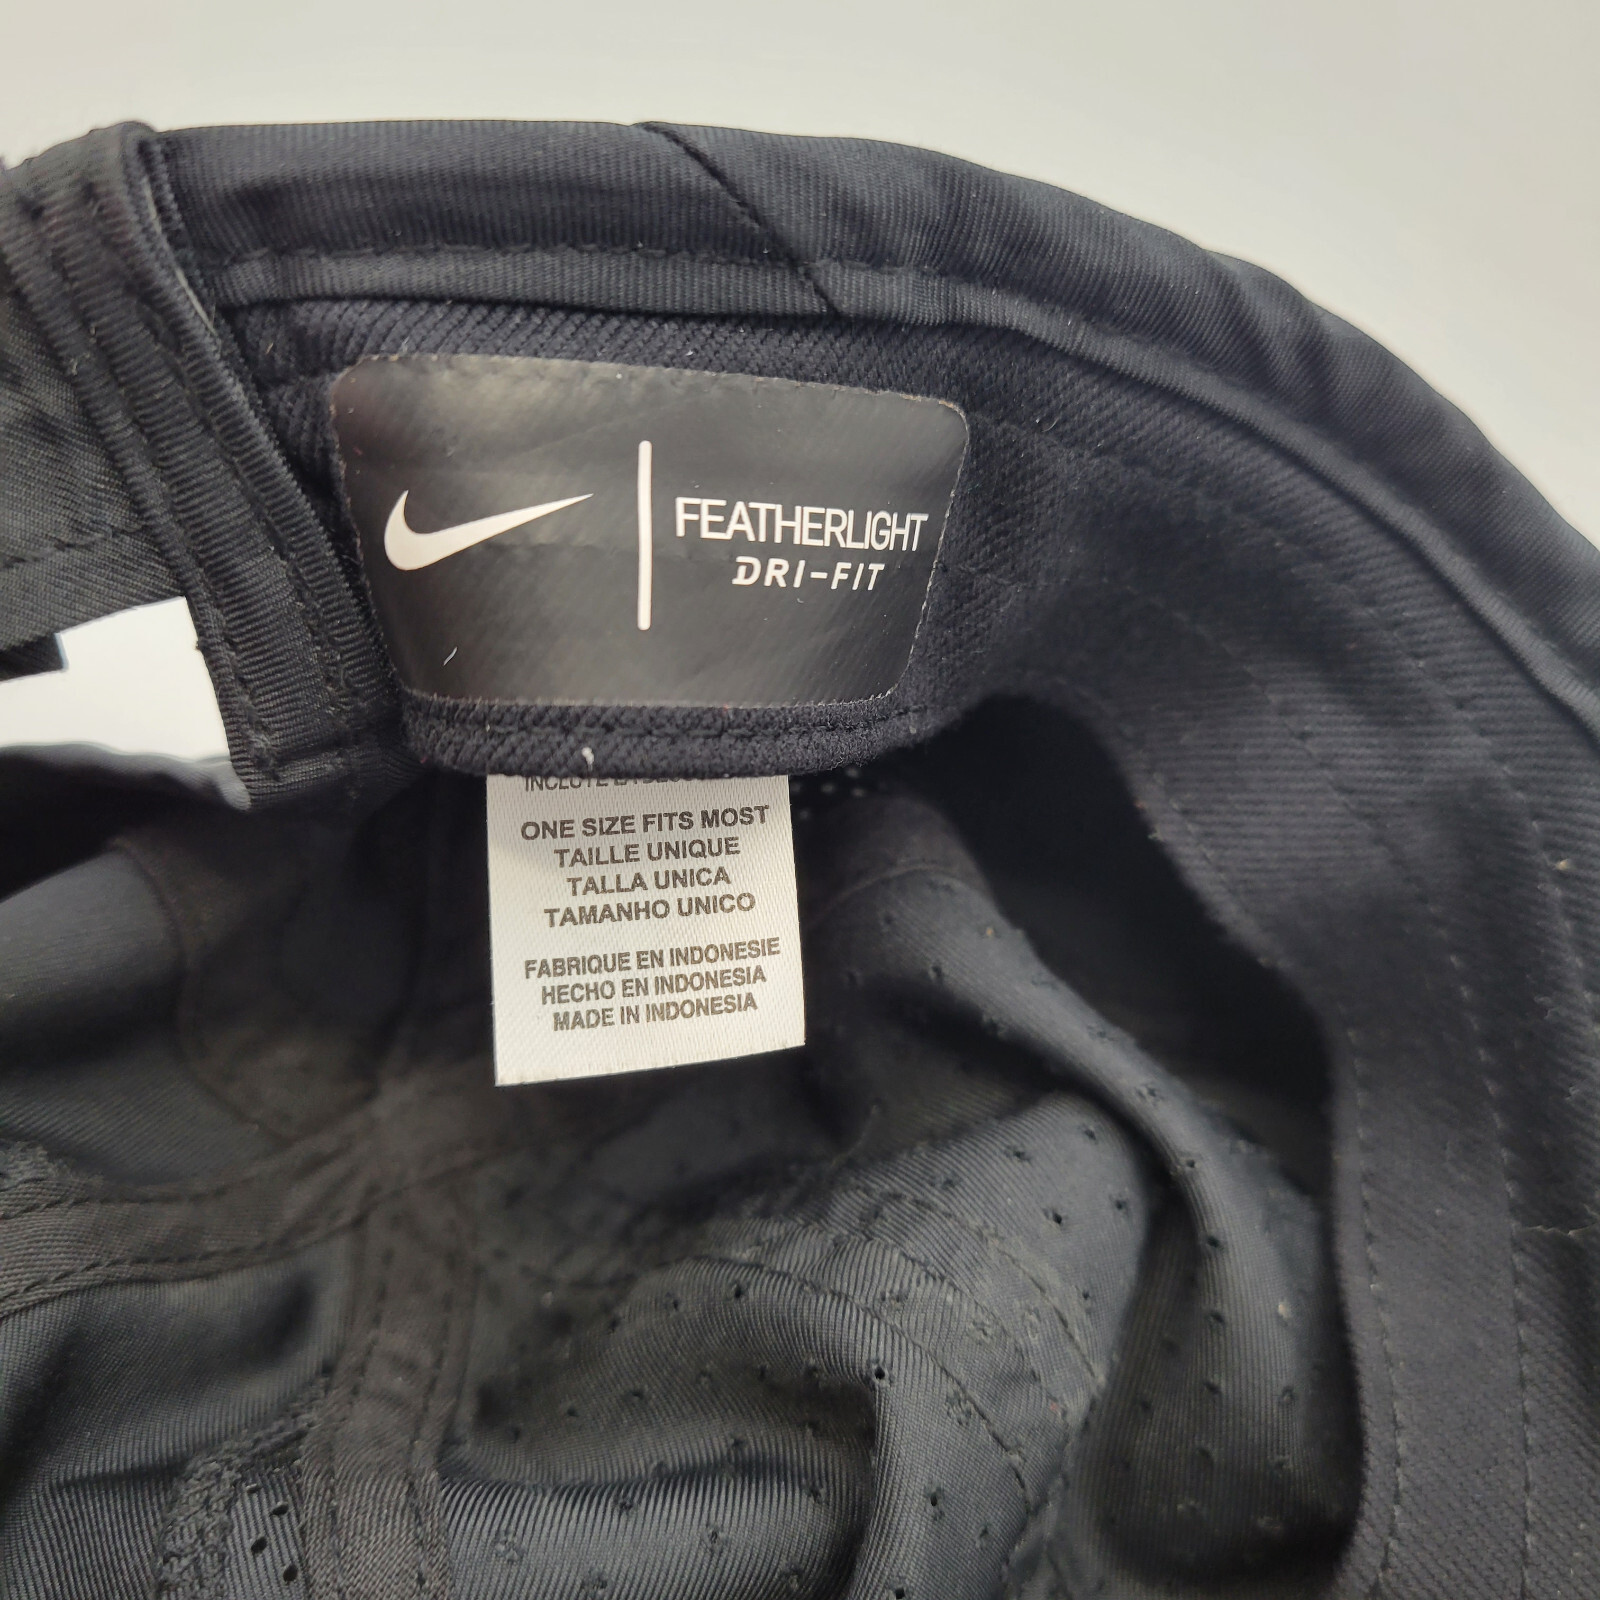 FEATHERLIGHT
DRI-FIT
ONE SIZE FITS MOST
TAILLE UNIQUE
TALLA UNICA
TAMANHO UNICO
FABRIQUE EN INDONESIE
HECHO EN INDONESIA
MADE IN INDONESIA